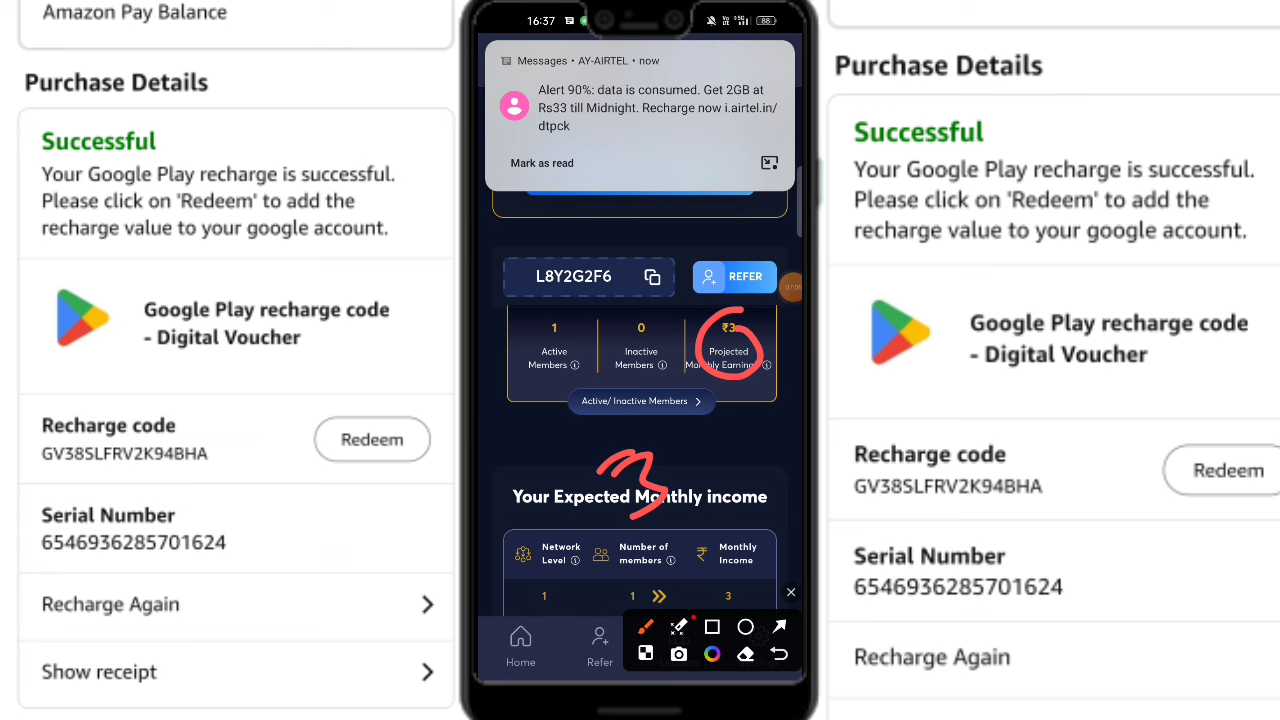 Amazon Pay Balance
Purchase Details
Successful
Your Google Play recharge is successful.
Please click on 'Redeem' to add the
recharge value to your google account.
Google Play recharge code
- Digital Voucher
Recharge code
GV38SLFRV2K94BHA
Redeem
Serial Number
6546936285701624
Recharge Again
Show receipt
16:37
88
Messages • AY-AIRTEL • now
Alert 90%: data is consumed. Get 2GB at
Rs33 till Midnight. Recharge now i.airtel.in/
dtpck
Mark as read
L8Y2G2F6
REFER
1
0
₹3
Active
Members
Inactive
Members
Projected
Monthly Earnings
Active/ Inactive Members
3
Your Expected Monthly income
Network
Level
Number of
members
Monthly
Income
1
1
3
Home
Refer
Purchase Details
Successful
Your Google Play recharge is successful.
Please click on 'Redeem' to add the
recharge value to your google account.
Google Play recharge code
- Digital Voucher
Recharge code
GV38SLFRV2K94BHA
Redeem
Serial Number
6546936285701624
Recharge Again